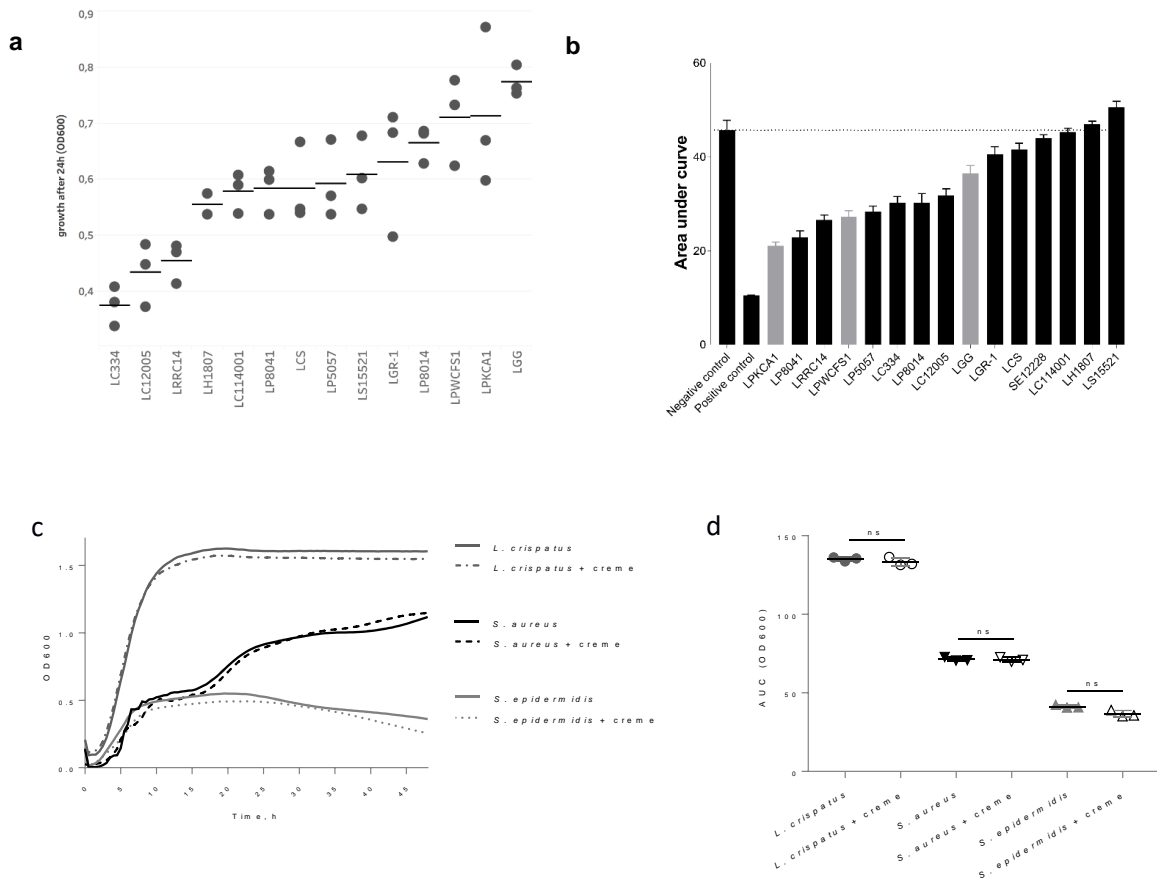 a
growth after 24h (OD600)
0,9
0,8
0,7
0,6
0,5
0,4
LC334
LC12005
LRRC14
LH1807
LC114001
LP8041
LCS
LP5057
LS15521
LGR-1
LP8014
LPWCFS1
LPKCA1
LGG
b
Area under curve
60
40
20
0
Negative control
Positive control
LPKCA1
LP8041
LRRC14
LPWCFS1
LP5057
LC334
LP8014
LC12005
LGG
LGR-1
LCS
SE12228
LC114001
LH1807
LS15521
c
OD600
1.5
1.0
0.5
0.0
0
5
10
15
20
25
30
35
40
45
Time, h
L. crispatus
L. crispatus + creme
S. aureus
S. aureus + creme
S. epidermidis
S. epidermidis + creme
d
AUC (OD600)
150
100
50
0
ns
ns
ns
L. crispatus
L. crispatus + creme
S. aureus
S. aureus + creme
S. epidermidis
S. epidermidis + creme